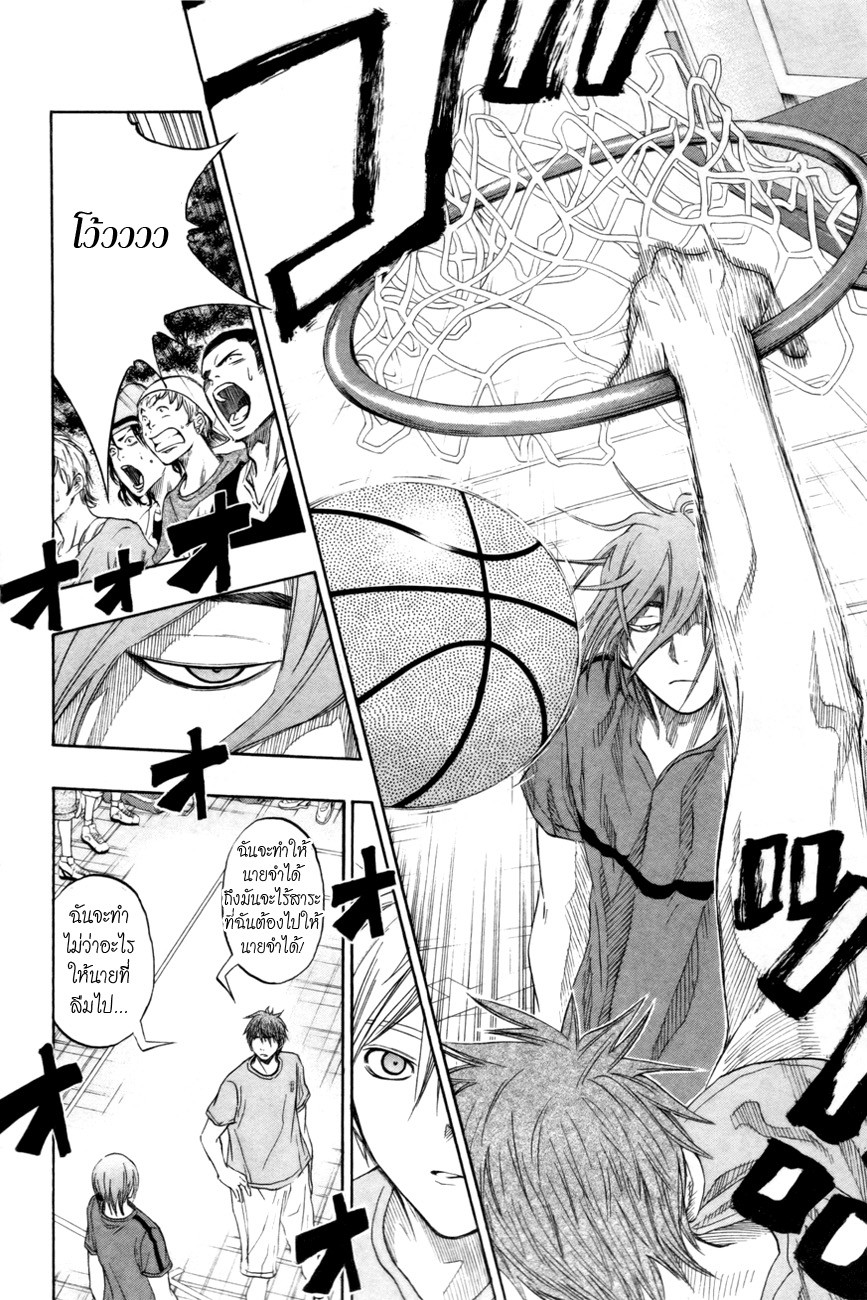 โว้วววว
オオオ
オ
オ
ฉันจะทำให้
นายจำได้
ถึงมันจะไร้สาระ
ที่ฉันต้องไปให้
นายจำได้!
ฉันจะทำ
ไม่ว่าอะไร
ให้นายที่
ลืมไป...
オ
オ